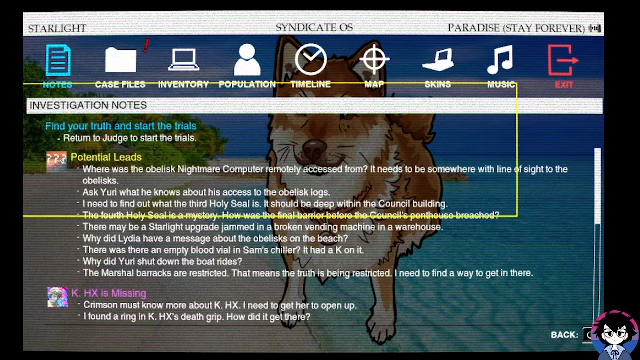 STARLIGHT SYNDICATE OS PARADISE (STAY FOREVER)
NOTES CASE FILES INVENTORY POPULATION TIMELINE MAP SKINS MUSIC EXIT
INVESTIGATION NOTES
Find your truth and start the trials
- Return to Judge to start the trials.
Potential Leads
- Where was the obelisk Nightmare Computer remotely accessed from? It needs to be somewhere with line of sight to the
obelisks.
- Ask Yuri what he knows about his access to the obelisk logs.
- I need to find out what the third Holy Seal is. It should be deep within the Council building.
- The fourth Holy Seal is a mystery. How was the final barrier before the Council's penthouse breached?
- There may be a Starlight upgrade jammed in a broken vending machine in a warehouse.
- Why did Lydia have a message about the obelisks on the beach?
- There was there an empty blood vial in Sam's chiller? It had a K on it.
- Why did Yuri shut down the boat rides?
- The Marshal barracks are restricted. That means the truth is being restricted. I need to find a way to get in there.
K. HX is Missing
- Crimson must know more about K. HX. I need to get her to open up.
- I found a ring in K. HX's death grip. How did it get there?
BACK: